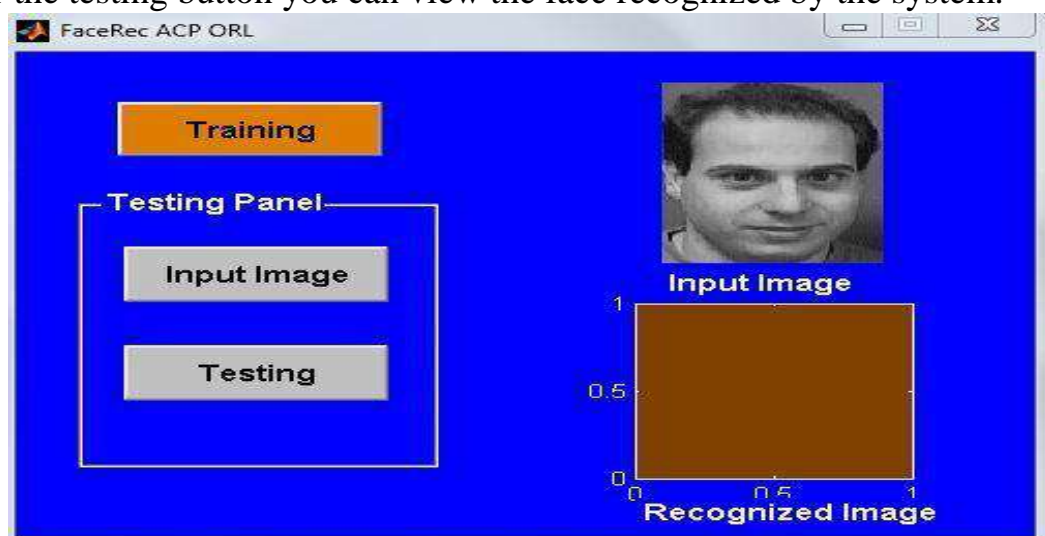 the testing button you can view the face recognized by the system.
FaceRec ACP ORL
Training
Testing Panel
Input Image
Testing
Input Image
1
0.5
0
0 0.5 1
Recognized Image